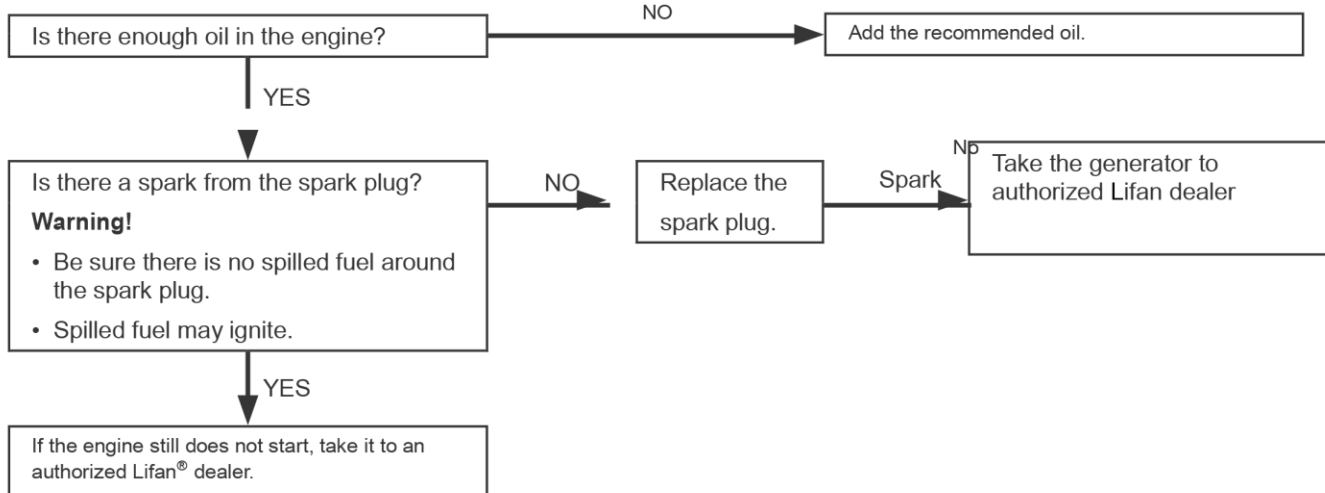 NO
Is there enough oil in the engine?
Add the recommended oil.
YES
Is there a spark from the spark plug?
Warning!
• Be sure there is no spilled fuel around
the spark plug.
• Spilled fuel may ignite.
NO
Replace the
spark plug.
No
Spark
Take the generator to
authorized Lifan dealer
YES
If the engine still does not start, take it to an
authorized Lifan® dealer.